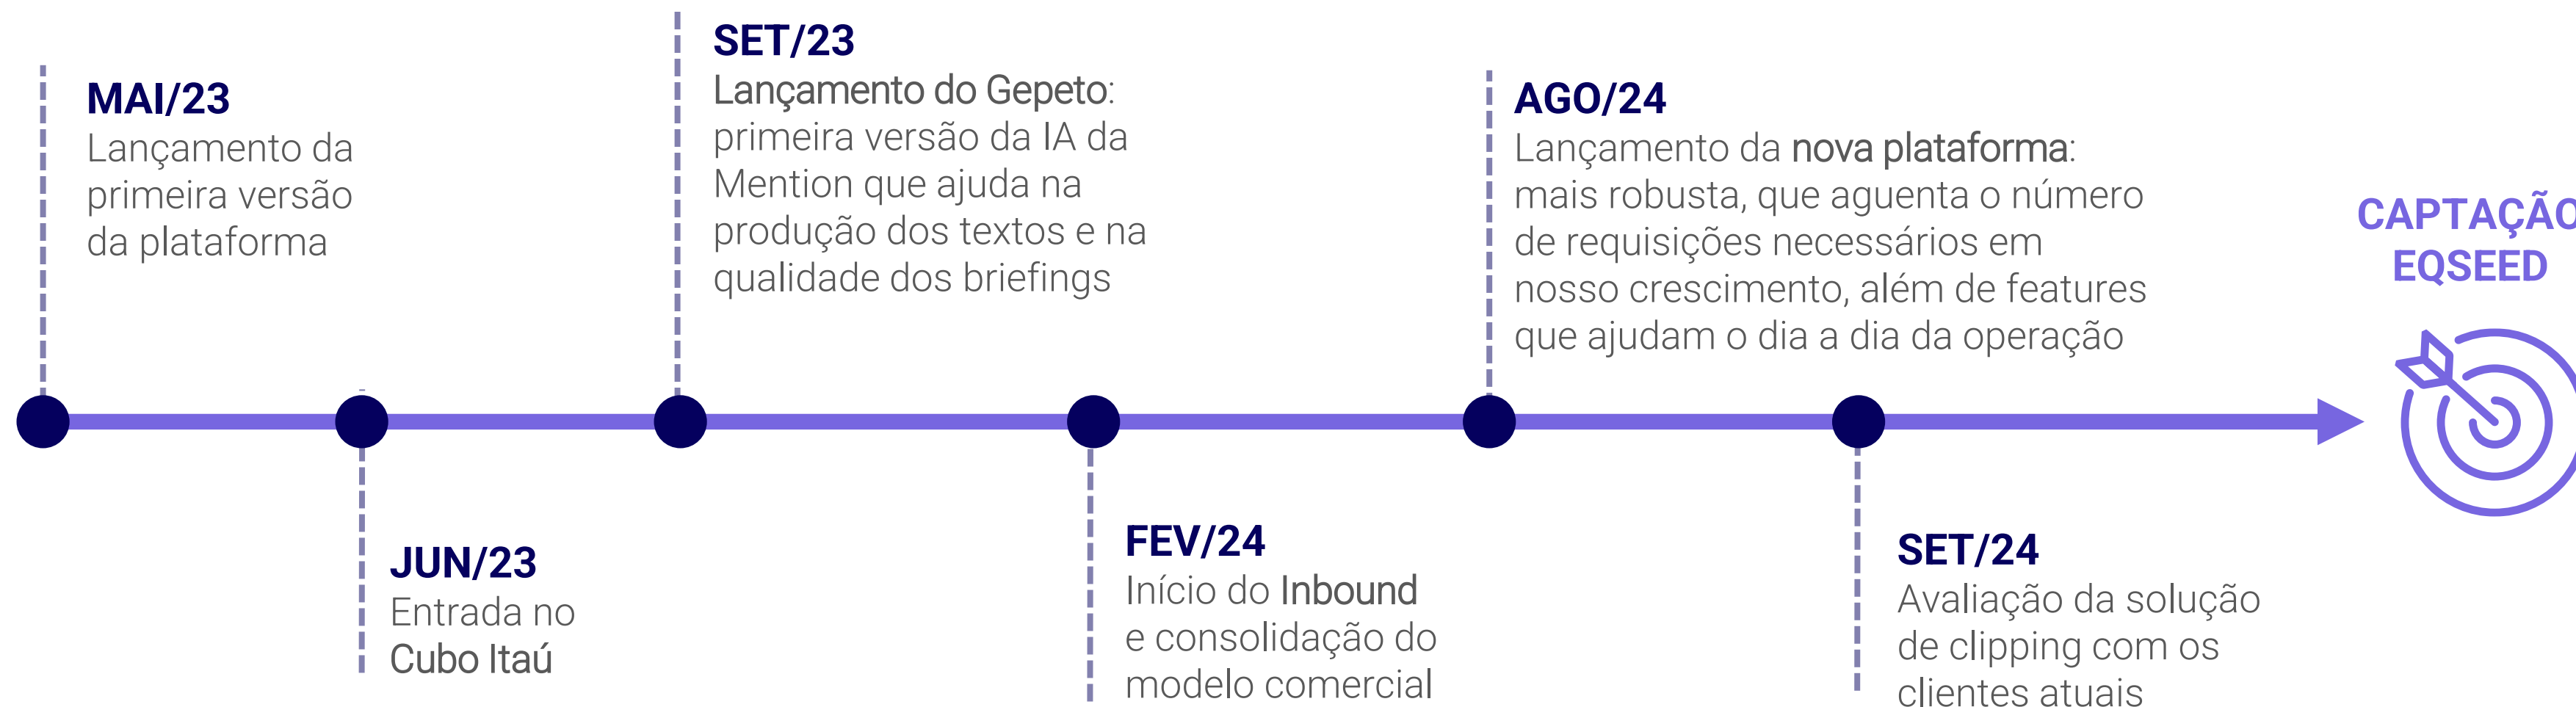 MAI/23
Lançamento da
primeira versão
da plataforma
JUN/23
Entrada no
Cubo Itaú
SET/23
Lançamento do Gepeto:
primeira versão da IA da
Mention que ajuda na
produção dos textos e na
qualidade dos briefings
FEV/24
Início do Inbound
e consolidação do
modelo comercial
AGO/24
Lançamento da nova plataforma:
mais robusta, que aguenta o número
de requisições necessários em
nosso crescimento, além de features
que ajudam o dia a dia da operação
SET/24
Avaliação da solução
de clipping com os
clientes atuais
CAPTAÇÃO
EQSEED